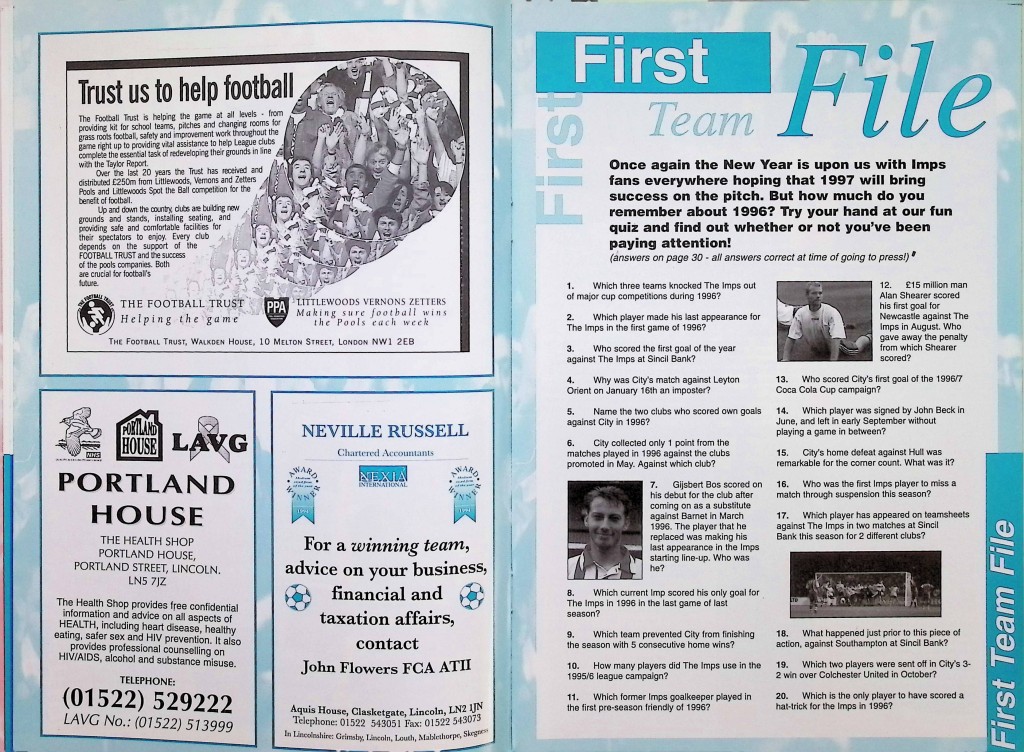 Trust us to help football
The Football Trust is helping the game at all levels - from
providing kit for school teams, pitches and changing rooms for
grass roots football, safety and improvement work throughout the
game right up to providing vital assistance to help League clubs
complete the essential task of redeveloping their grounds in line
with the Taylor Report.
Over the last 20 years the Trust has received and
distributed £250m from Littlewoods, Vernons and Zetters
Pools and Littlewoods Spot the Ball competition for the
benefit of football.
Up and down the country, clubs are building new
grounds and stands, installing seating, and
providing safe and comfortable facilities for
their spectators to enjoy. Every club
depends on the support of the
FOOTBALL TRUST and the success
of the pools companies. Both
are crucial for football's
future.
THE FOOTBALL TRUST
Helping the game
PPA
LITTLEWOODS VERNONS ZETTERS
Making sure football wins
the Pools each week
THE FOOTBALL TRUST, WALKDEN HOUSE, 10 MELTON STREET, LONDON NW1 2EB
NHS
PORTLAND
HOUSE
LAVG
PORTLAND
HOUSE
THE HEALTH SHOP
PORTLAND HOUSE,
PORTLAND STREET, LINCOLN.
LN5 7JZ
The Health Shop provides free confidential
information and advice on all aspects of
HEALTH, including heart disease, healthy
eating, safer sex and HIV prevention. It also
provides professional counselling on
HIV/AIDS, alcohol and substance misuse.
TELEPHONE:
(01522) 529222
LAVG No.: (01522) 513999
NEVILLE RUSSELL
Chartered Accountants
AWARD
WINNER
1994
NEXIA
INTERNATIONAL
AWARD
WINNER
1994
For a winning team,
advice on your business,
financial and
taxation affairs,
contact
John Flowers FCA ATII
Aquis House, Clasketgate, Lincoln, LN2 1JN
Telephone: 01522 543051 Fax: 01522 543073
In Lincolnshire: Grimsby, Lincoln, Louth, Mablethorpe, Skegness
First
First
Team
File
Once again the New Year is upon us with Imps
fans everywhere hoping that 1997 will bring
success on the pitch. But how much do you
remember about 1996? Try your hand at our fun
quiz and find out whether or not you've been
paying attention!
(answers on page 30 - all answers correct at time of going to press!)
1. Which three teams knocked The Imps out
of major cup competitions during 1996?
2. Which player made his last appearance for
The Imps in the first game of 1996?
3. Who scored the first goal of the year
against The Imps at Sincil Bank?
4. Why was City's match against Leyton
Orient on January 16th an imposter?
5. Name the two clubs who scored own goals
against City in 1996?
6. City collected only 1 point from the
matches played in 1996 against the clubs
promoted in May. Against which club?
7. Gijsbert Bos scored on
his debut for the club after
coming on as a substitute
against Barnet in March
1996. The player that he
replaced was making his
last appearance in the Imps
starting line-up. Who was
he?
8. Which current Imp scored his only goal for
The Imps in 1996 in the last game of last
season?
9. Which team prevented City from finishing
the season with 5 consecutive home wins?
10. How many players did The Imps use in the
1995/6 league campaign?
11. Which former Imps goalkeeper played in
the first pre-season friendly of 1996?
12. £15 million man
Alan Shearer scored
his first goal for
Newcastle against The
Imps in August. Who
gave away the penalty
from which Shearer
scored?
13. Who scored City's first goal of the 1996/7
Coca Cola Cup campaign?
14. Which player was signed by John Beck in
June, and left in early September without
playing a game in between?
15. City's home defeat against Hull was
remarkable for the corner count. What was it?
16. Who was the first Imps player to miss a
match through suspension this season?
17. Which player has appeared on teamsheets
against The Imps in two matches at Sincil
Bank this season for 2 different clubs?
18. What happened just prior to this piece of
action, against Southampton at Sincil Bank?
19. Which two players were sent off in City's 3-
2 win over Colchester United in October?
20. Which is the only player to have scored a
hat-trick for the Imps in 1996?
First Team File